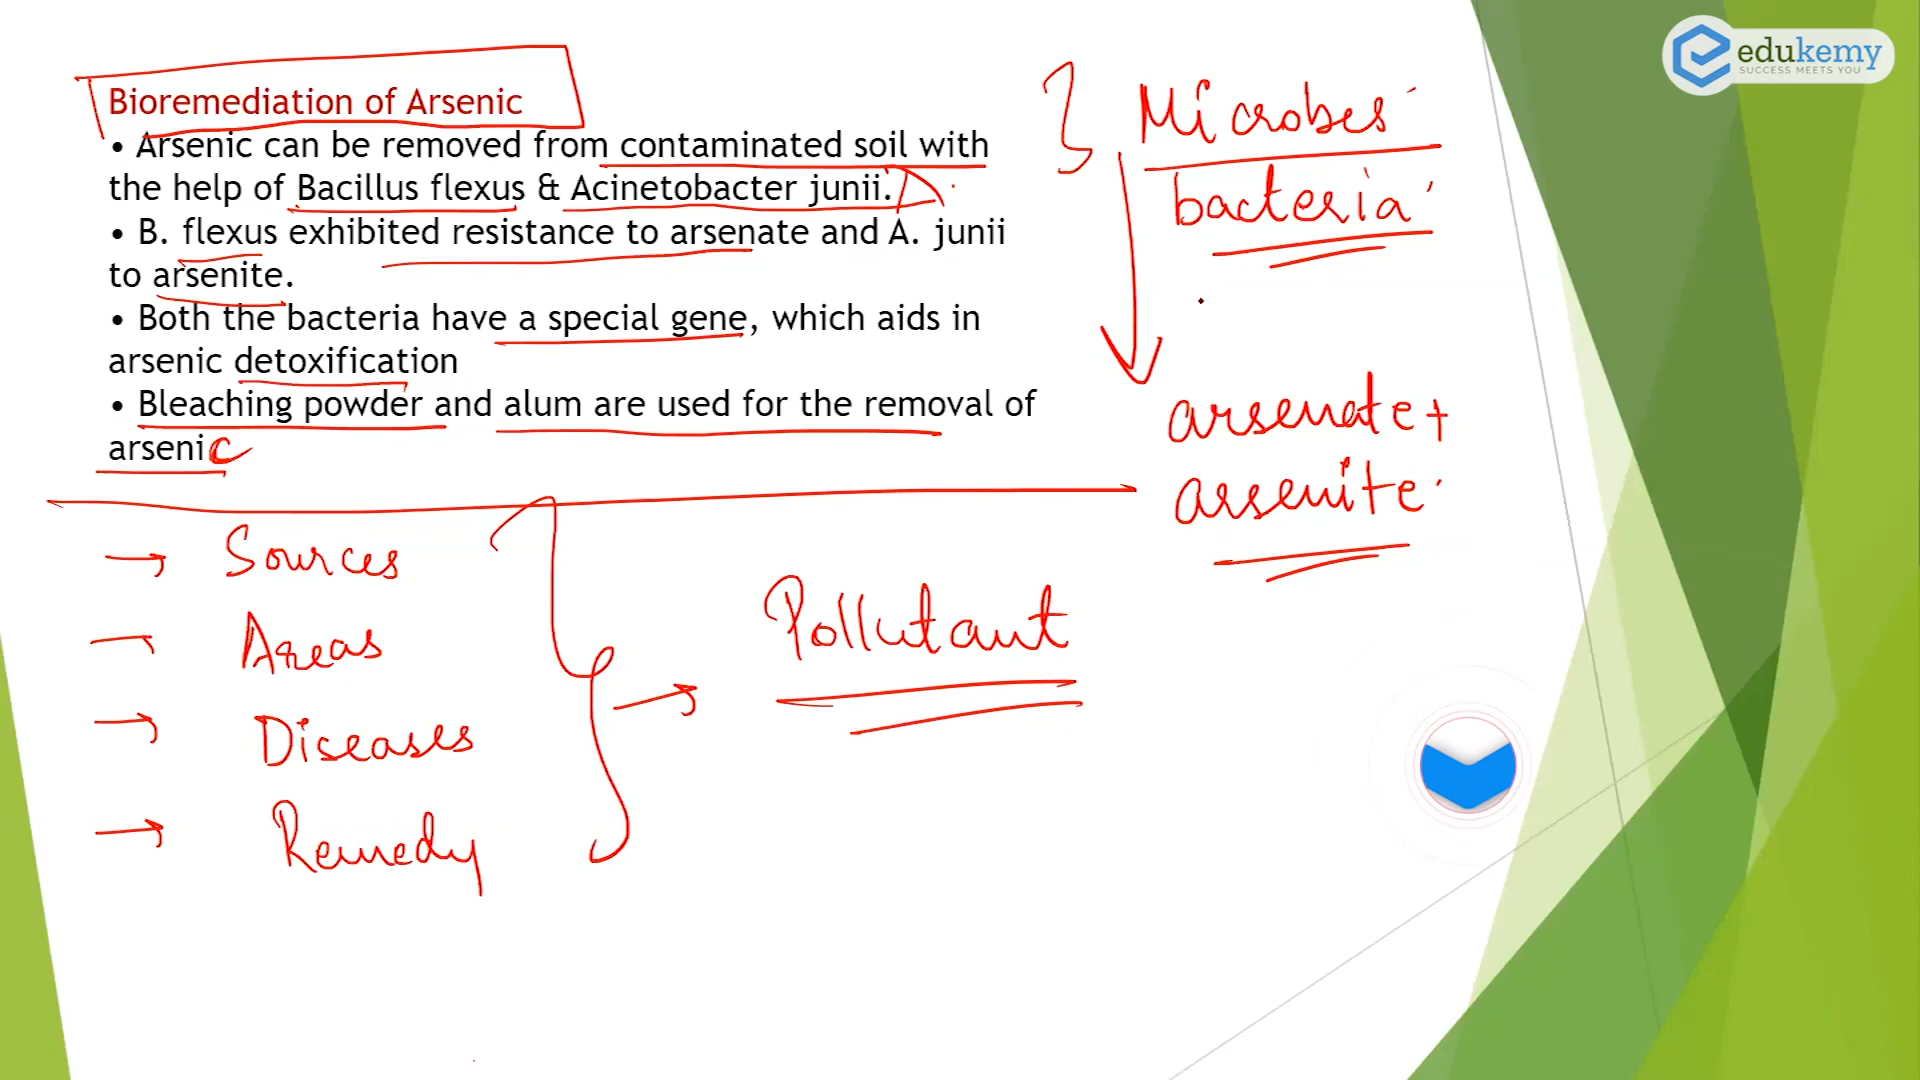 edukemy
SUCCESS MEETS YOU
Bioremediation of Arsenic
• Arsenic can be removed from contaminated soil with
the help of Bacillus flexus & Acinetobacter junii.
• B. flexus exhibited resistance to arsenate and A. junii
to arsenite.
• Both the bacteria have a special gene, which aids in
arsenic detoxification
• Bleaching powder and alum are used for the removal of
arsenic
Microbes
bacteria
arsenate +
arsenite
→ Sources
Areas
→ Diseases
→ Remedy
→ Pollutant